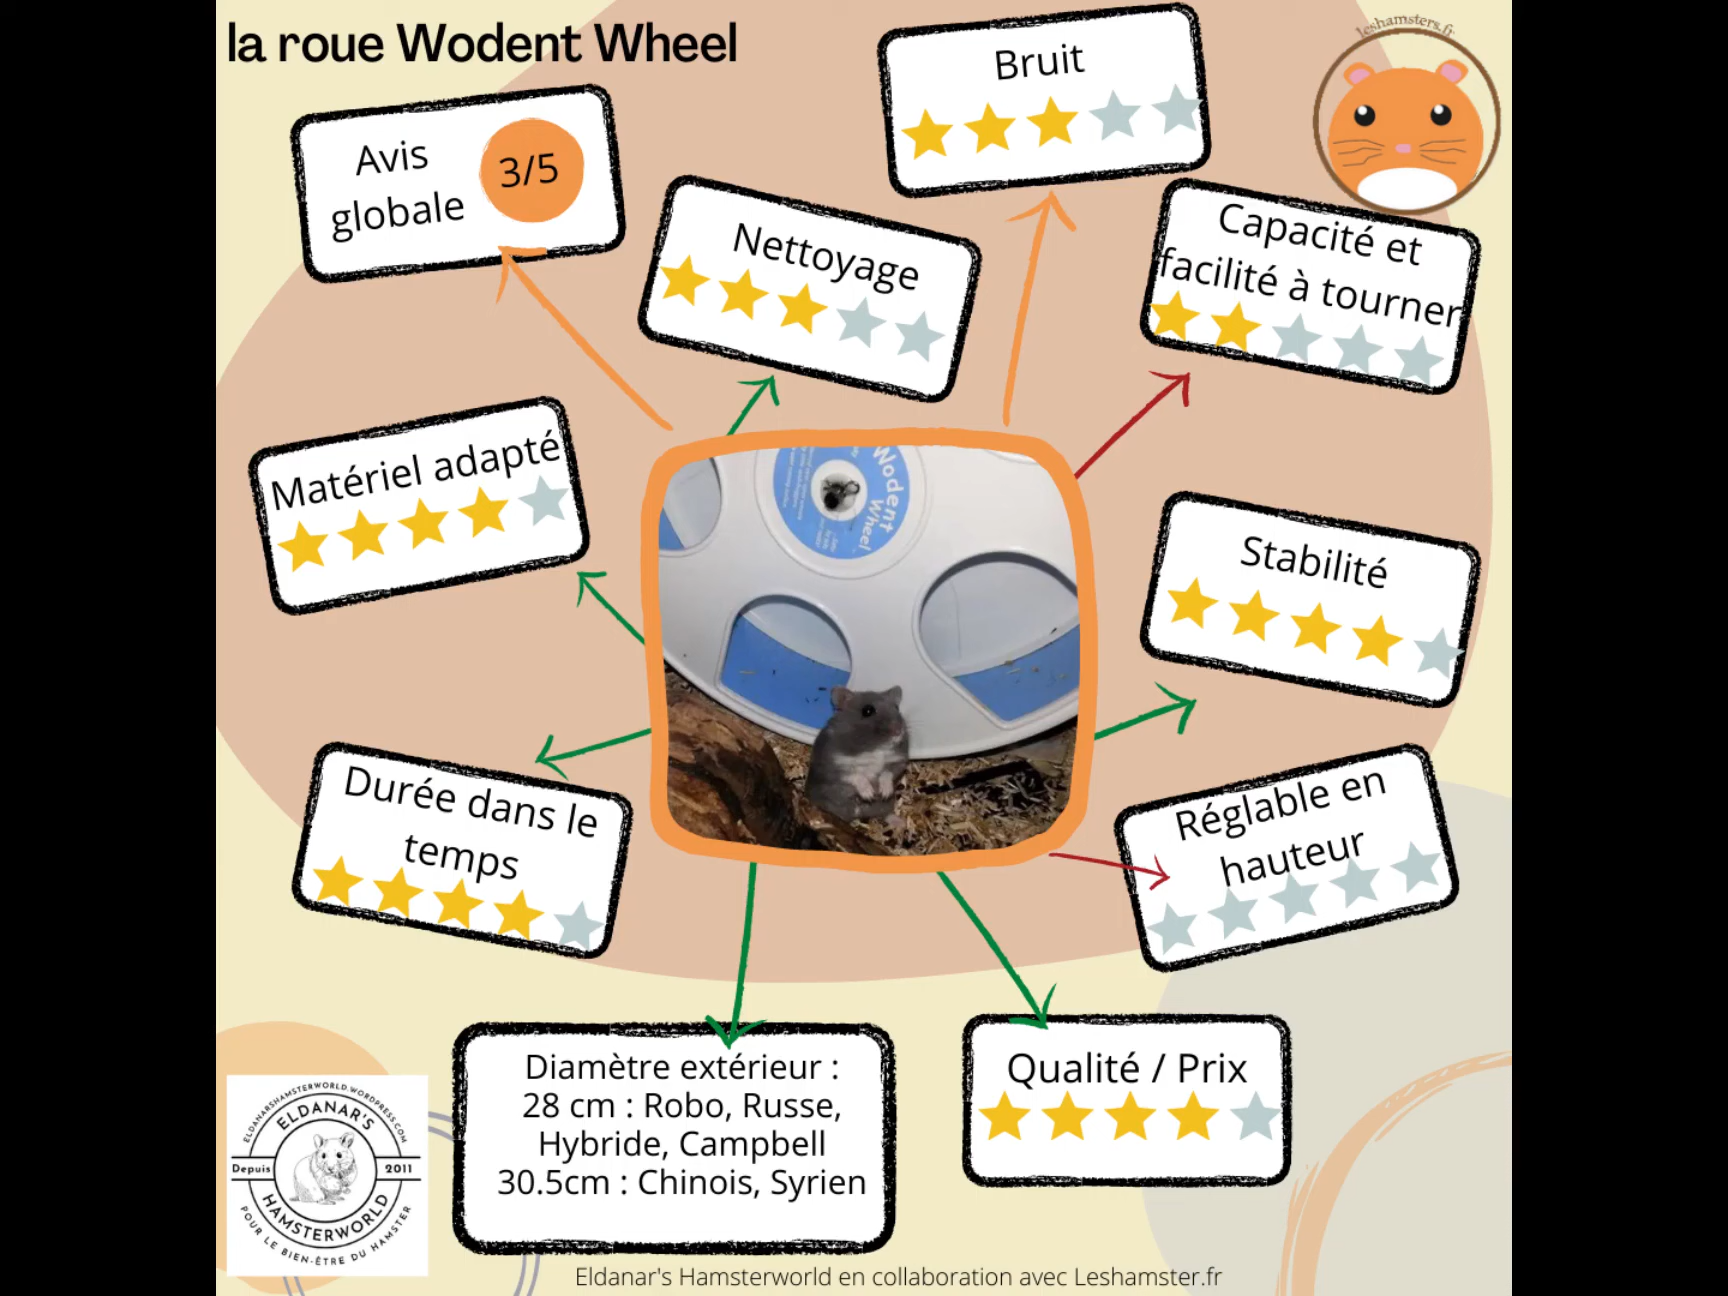 la roue Wodent Wheel
leshamsters.fr
Avis
globale
3/5
Bruit
Nettoyage
Capacité et
facilité à tourner
Matériel adapté
Wodent
Wheel
Stabilité
Durée dans le
temps
Réglable en
hauteur
Diamètre extérieur :
28 cm : Robo, Russe,
Hybride, Campbell
30.5cm : Chinois, Syrien
Qualité / Prix
ELDANARSHAMSTERWORLD.WORDPRESS.COM
ELDANAR'S
Depuis
2011
HAMSTERWORLD
POUR LE BIEN-ÊTRE DU HAMSTER
Eldanar's Hamsterworld en collaboration avec Leshamster.fr